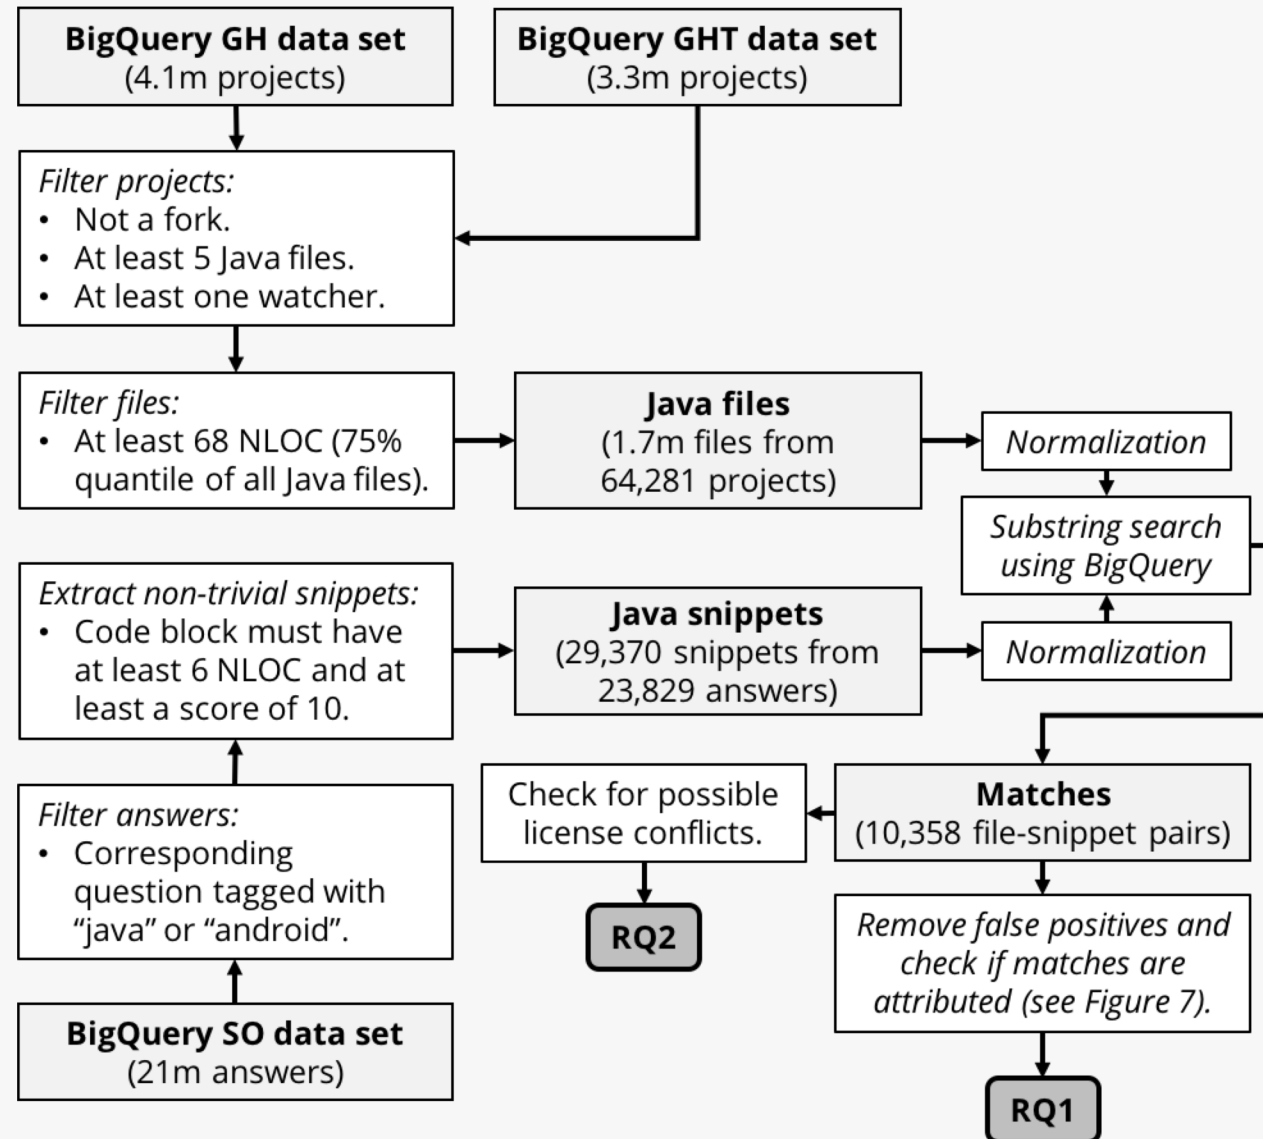 BigQuery GH data set
(4.1m projects)
BigQuery GHT data set
(3.3m projects)
Filter projects:
• Not a fork.
• At least 5 Java files.
• At least one watcher.
Filter files:
• At least 68 NLOC (75%
quantile of all Java files).
Java files
(1.7m files from
64,281 projects)
Normalization
Substring search
using BigQuery
Extract non-trivial snippets:
• Code block must have
at least 6 NLOC and at
least a score of 10.
Java snippets
(29,370 snippets from
23,829 answers)
Normalization
Check for possible
license conflicts.
Matches
(10,358 file-snippet pairs)
Filter answers:
• Corresponding
question tagged with
“java” or “android”.
RQ2
Remove false positives and
check if matches are
attributed (see Figure 7).
BigQuery SO data set
(21m answers)
RQ1